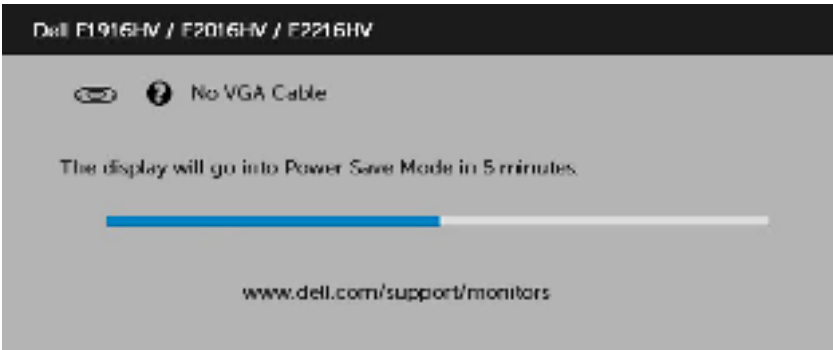 Dell E1916HV / E2016HV / E2216HV
? No VGA Cable
The display will go into Power Save Mode in 5 minutes.
www.dell.com/support/monitors